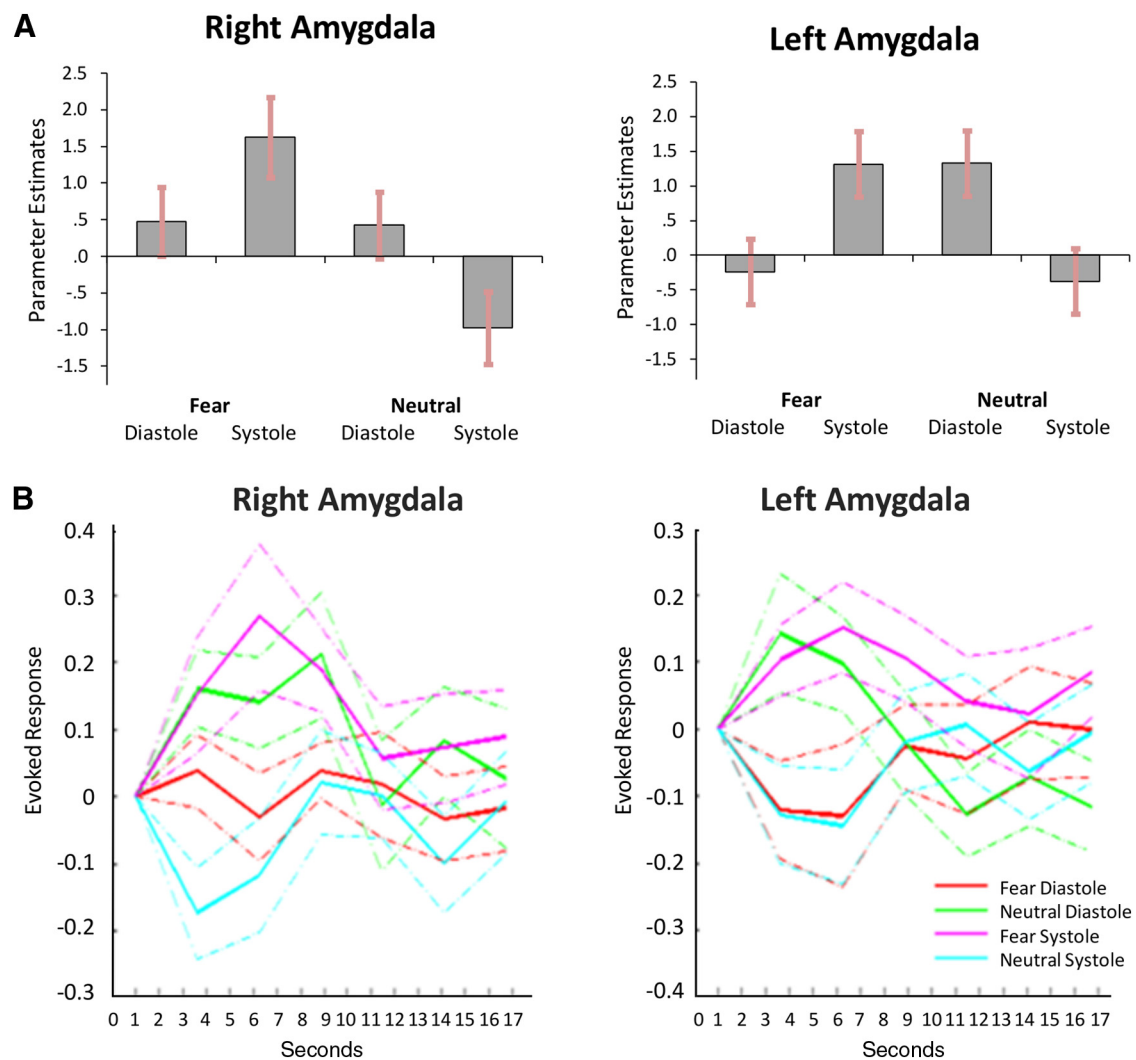 A
Right Amygdala
Left Amygdala
Parameter Estimates
2.5
2.0
1.5
1.0
.5
.0
-.5
-1.0
-1.5
Fear Neutral
Diastole Systole Diastole Systole
Parameter Estimates
2.5
2.0
1.5
1.0
.5
.0
-.5
-1.0
-1.5
Fear Neutral
Diastole Systole Diastole Systole
B
Right Amygdala
Left Amygdala
Evoked Response
0.4
0.3
0.2
0.1
0
-0.1
-0.2
-0.3
0 1 2 3 4 5 6 7 8 9 10 11 12 13 14 15 16 17
Seconds
Evoked Response
0.3
0.2
0.1
0
-0.1
-0.2
-0.3
-0.4
Fear Diastole
Neutral Diastole
Fear Systole
Neutral Systole
0 1 2 3 4 5 6 7 9 10 11 12 13 14 15 16 17
Seconds